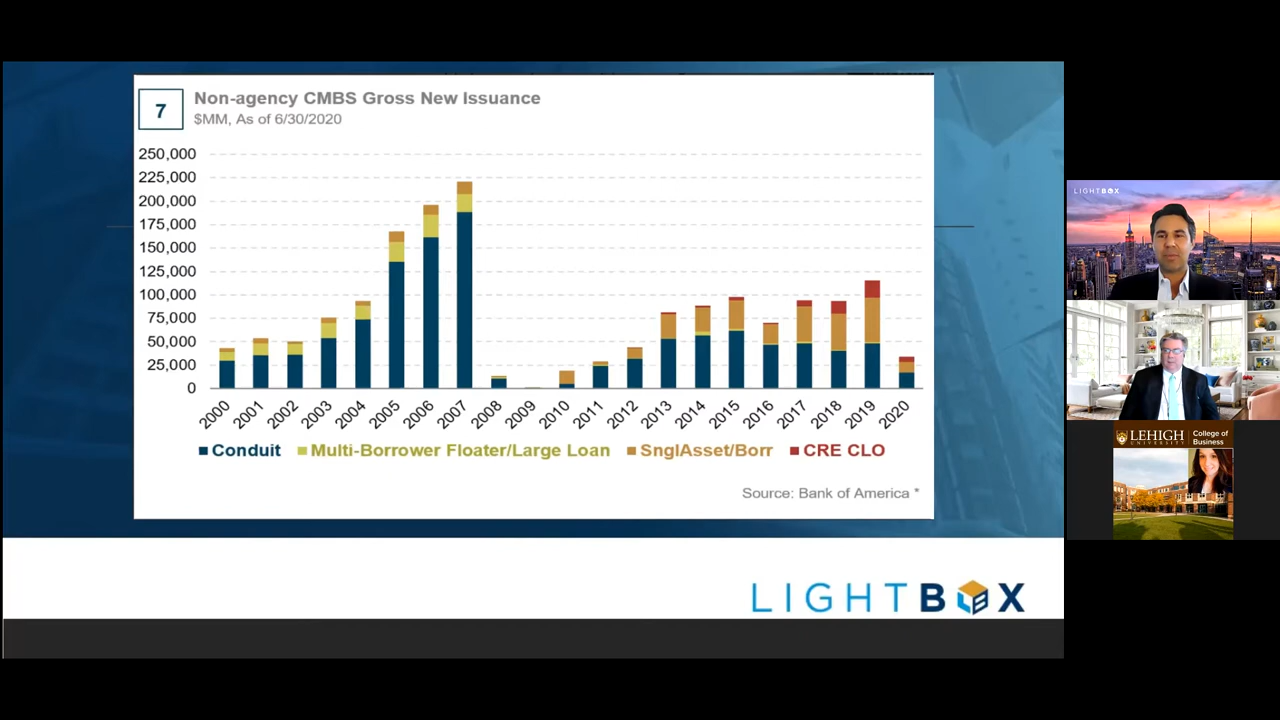 7
Non-agency CMBS Gross New Issuance
$MM, As of 6/30/2020
250,000
225,000
200,000
175,000
150,000
125,000
100,000
75,000
50,000
25,000
0
2000 2001 2002 2003 2004 2005 2006 2007 2008 2009 2010 2011 2012 2013 2014 2015 2016 2017 2018 2019 2020
Conduit Multi-Borrower Floater/Large Loan SnglAsset/Borr CRE CLO
Source: Bank of America *
LIGHTBOX
LIGHTBOX
LEHIGH
UNIVERSITY
College of
Business